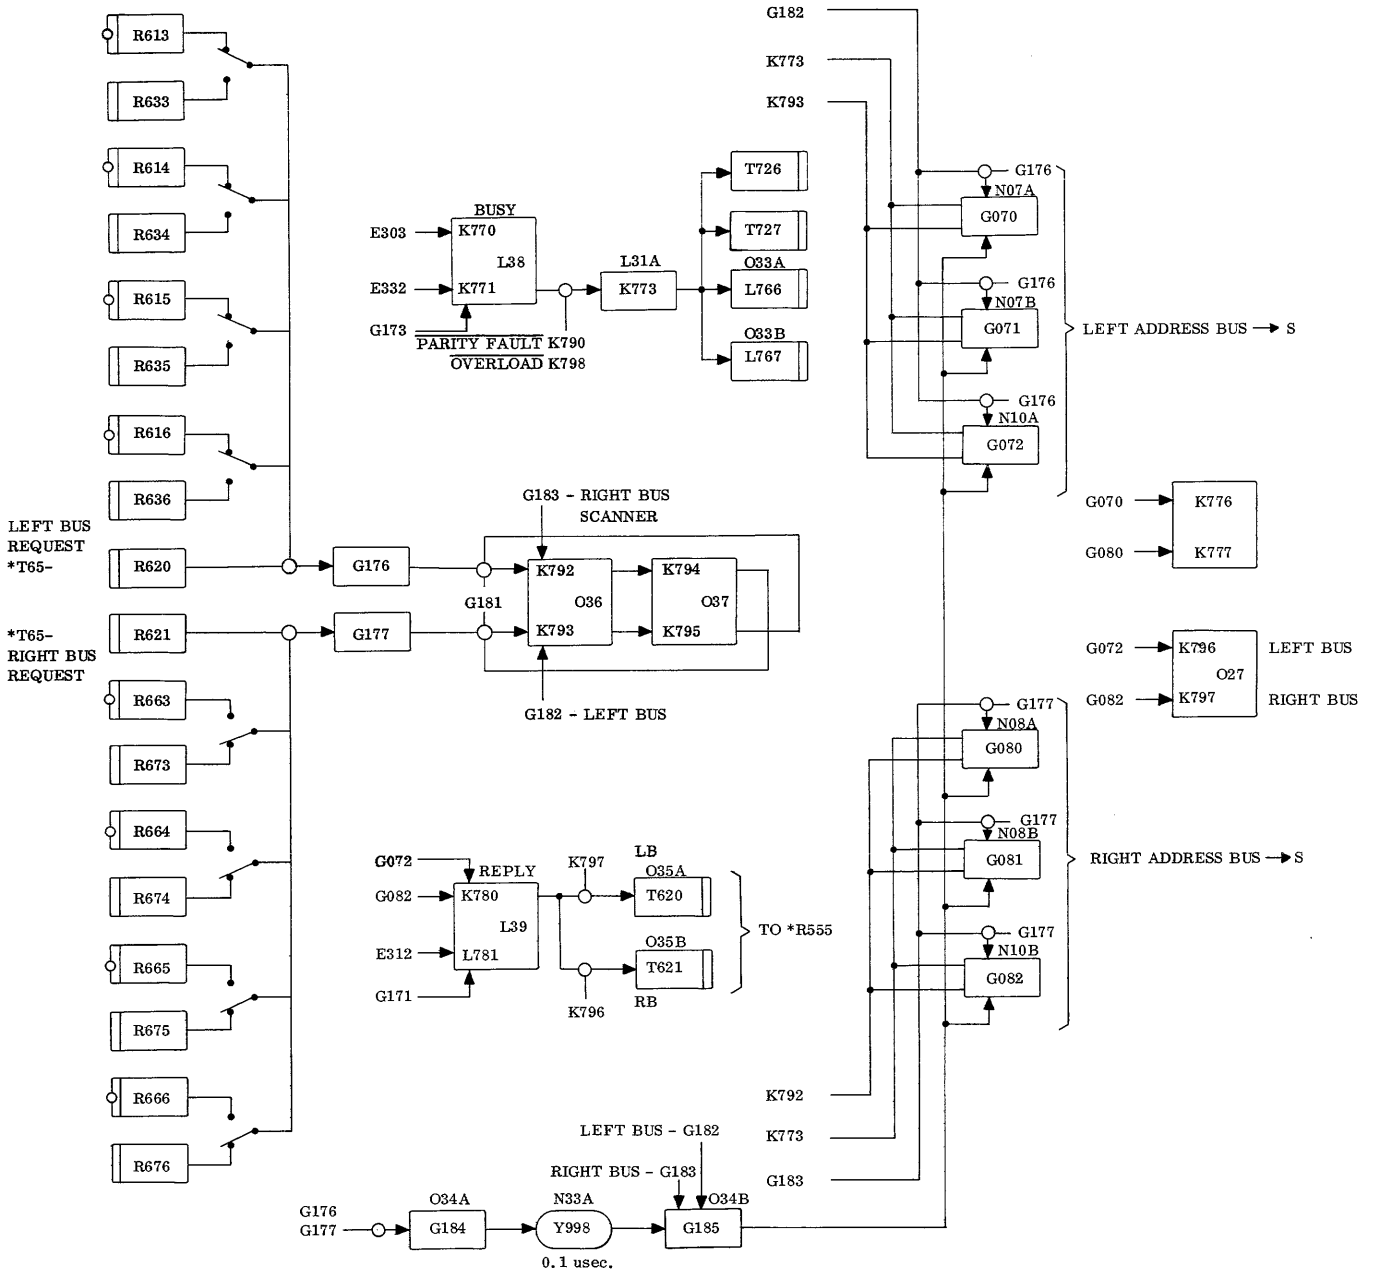 R613
R633
R614
R634
R615
R635
R616
R636
LEFT BUS
REQUEST
*T65-
R620
*T65-
RIGHT BUS
REQUEST
R621
R663
R673
R664
R674
R665
R675
R666
R676
G176
G177
E303
E332
G173
BUSY
K770
L38
K771
PARITY FAULT K790
OVERLOAD K798
L31A
K773
T726
T727
O33A
L766
O33B
L767
G183 - RIGHT BUS
SCANNER
G181
K792
O36
K793
K794
O37
K795
G182 - LEFT BUS
G072
G082
E312
G171
REPLY
K780
L39
L781
K797
K796
LB
O35A
T620
O35B
T621
RB
TO *R555
G182
K773
K793
G176
N07A
G070
G176
N07B
G071
G176
N10A
G072
LEFT ADDRESS BUS → S
G070
G080
K776
K777
G072
G082
K796
O27
K797
LEFT BUS
RIGHT BUS
G177
N08A
G080
G177
N08B
G081
G177
N10B
G082
RIGHT ADDRESS BUS → S
K792
K773
G183
LEFT BUS - G182
RIGHT BUS - G183
G176
G177
O34A
G184
N33A
Y998
0.1 usec.
O34B
G185